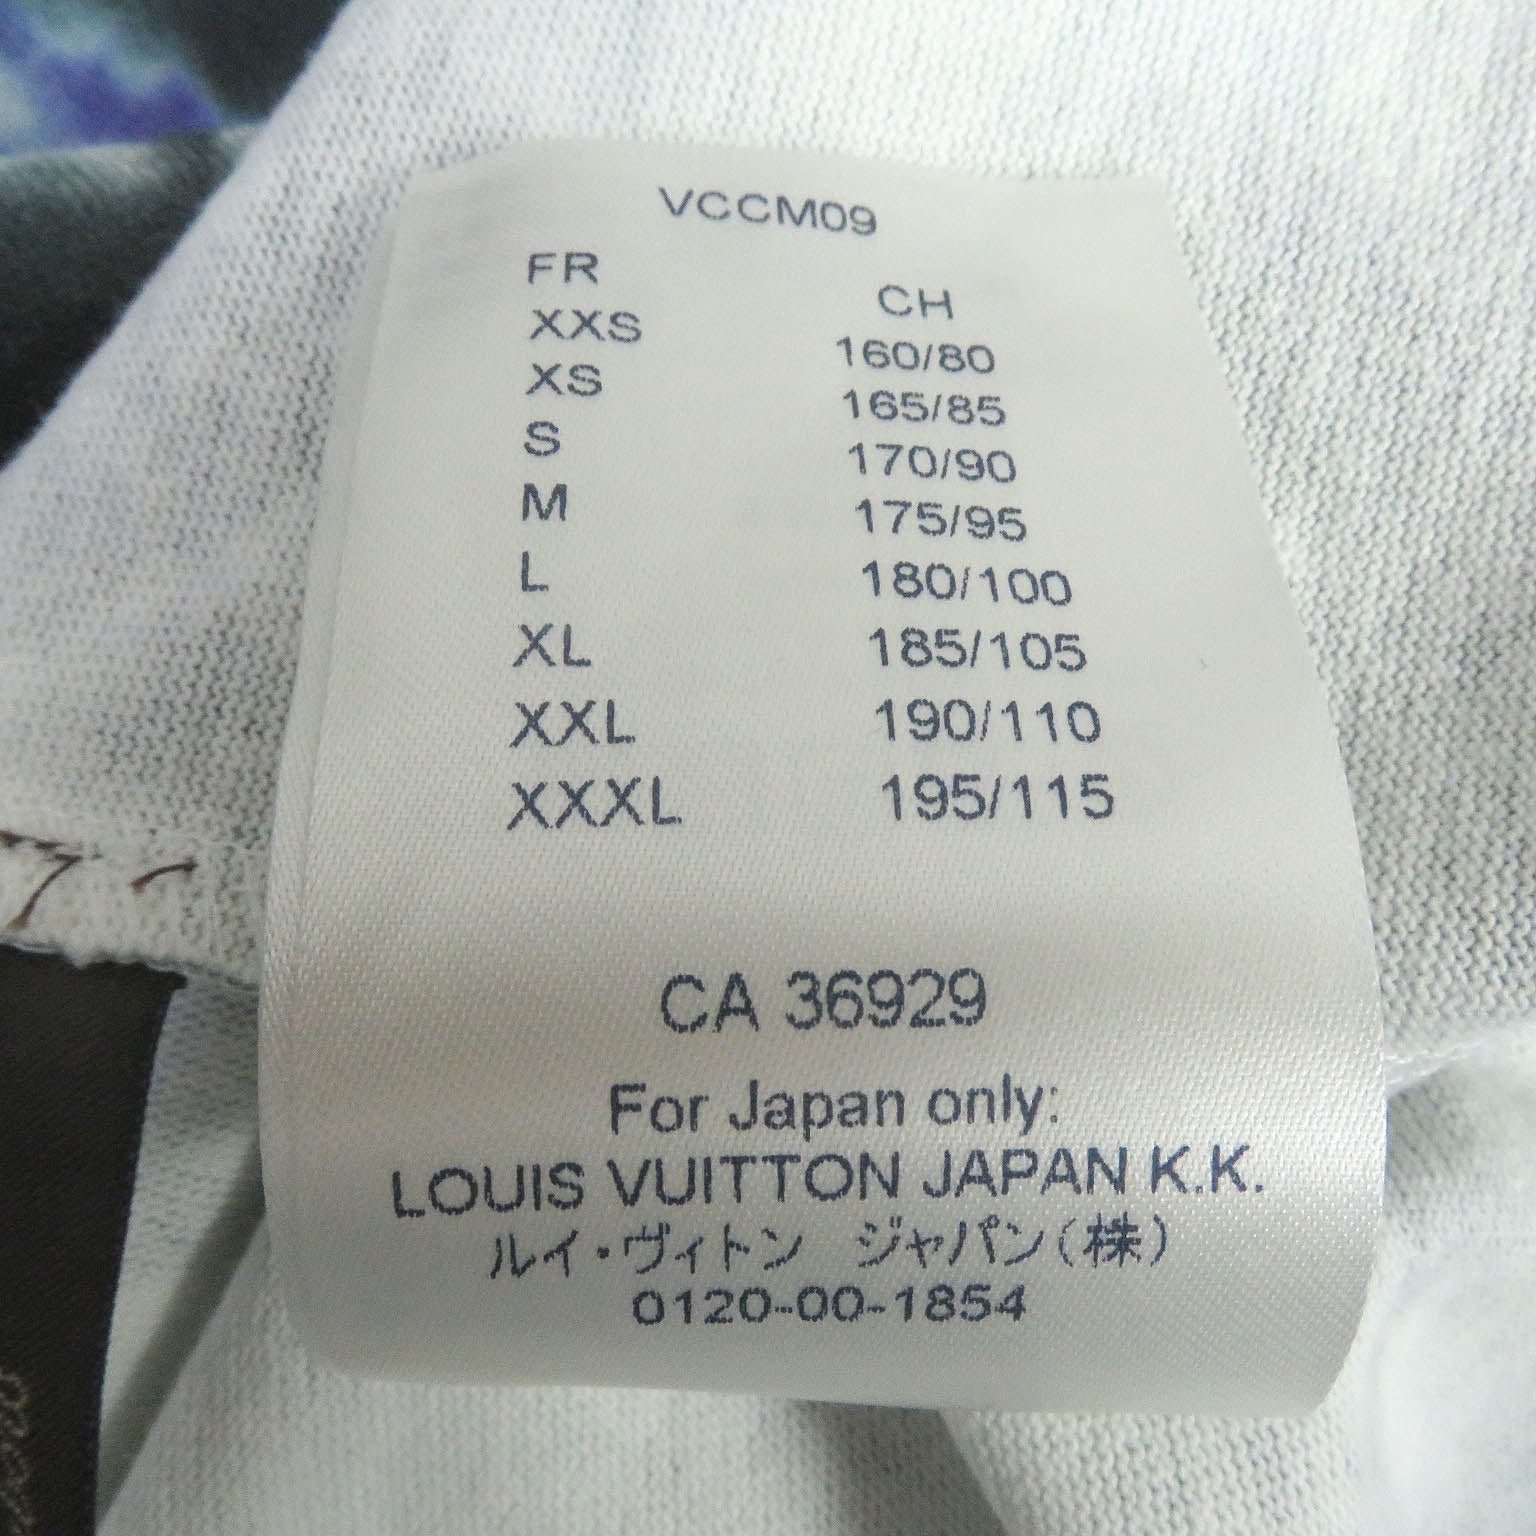 VCCM09
FR CH
XXS 160/80
XS 165/85
S 170/90
M 175/95
L 180/100
XL 185/105
XXL 190/110
XXXL 195/115
CA 36929
For Japan only:
LOUIS VUITTON JAPAN K.K.
ルイ・ヴィトン ジャパン(株)
0120-00-1854